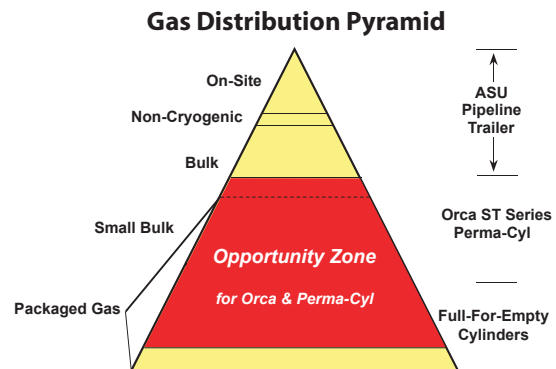 Gas Distribution Pyramid
On-Site
Non-Cryogenic
Bulk
Small Bulk
Packaged Gas
Opportunity Zone
for Orca & Perma-Cyl
ASU
Pipeline
Trailer
Orca ST Series
Perma-Cyl
Full-For-Empty
Cylinders